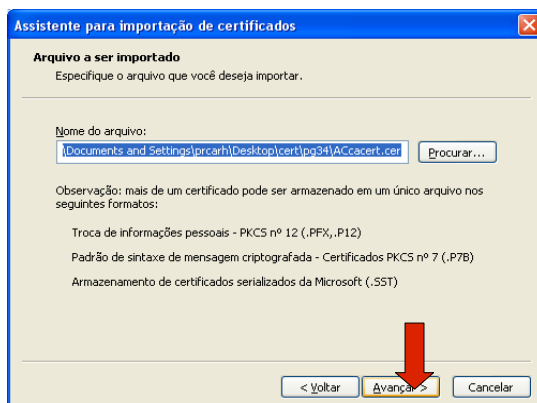 Assistente para importação de certificados
Arquivo a ser importado
Especifique o arquivo que você deseja importar.
Nome do arquivo:
\Documents and Settings\prcarh\Desktop\cert\pg34\ACcacert.cer
Procurar...
Observação: mais de um certificado pode ser armazenado em um único arquivo nos
seguintes formatos:
Troca de informações pessoais - PKCS nº 12 (.PFX,.P12)
Padrão de sintaxe de mensagem criptografada - Certificados PKCS nº 7 (.P7B)
Armazenamento de certificados serializados da Microsoft (.SST)
< Voltar Avançar > Cancelar